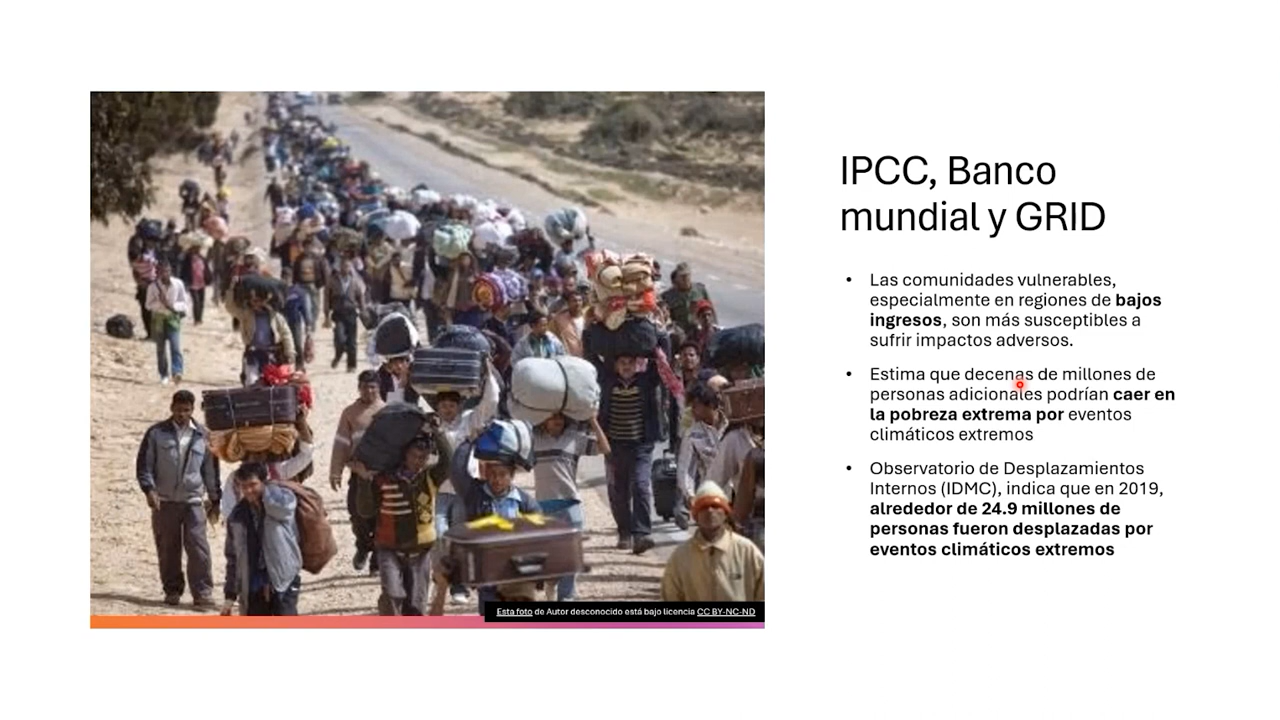 IPCC, Banco
mundial y GRID
• Las comunidades vulnerables,
especialmente en regiones de bajos
ingresos, son más susceptibles a
sufrir impactos adversos.
• Estima que decenas de millones de
personas adicionales podrían caer en
la pobreza extrema por eventos
climáticos extremos
• Observatorio de Desplazamientos
Internos (IDMC), indica que en 2019,
alrededor de 24.9 millones de
personas fueron desplazadas por
eventos climáticos extremos
Esta foto de Autor desconocido está bajo licencia CC BY-NC-ND